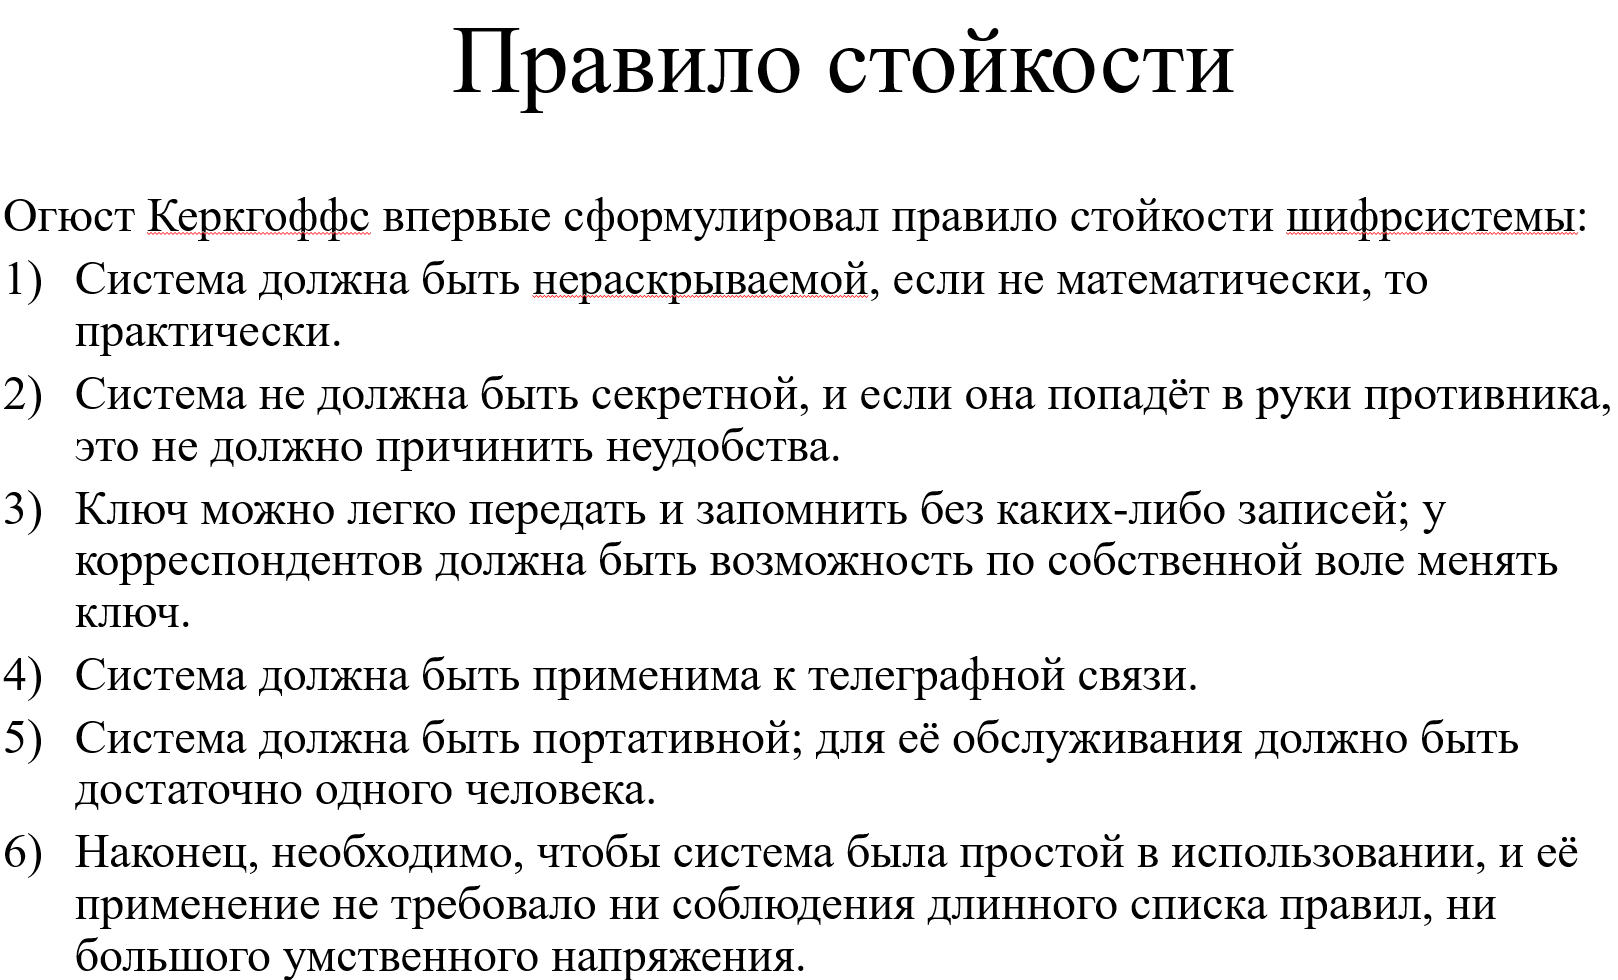 Правило стойкости
Огюст Керкгоффс впервые сформулировал правило стойкости шифрсистемы:
1) Система должна быть нераскрываемой, если не математически, то
практически.
2) Система не должна быть секретной, и если она попадёт в руки противника,
это не должно причинить неудобства.
3) Ключ можно легко передать и запомнить без каких-либо записей; у
корреспондентов должна быть возможность по собственной воле менять
ключ.
4) Система должна быть применима к телеграфной связи.
5) Система должна быть портативной; для её обслуживания должно быть
достаточно одного человека.
6) Наконец, необходимо, чтобы система была простой в использовании, и её
применение не требовало ни соблюдения длинного списка правил, ни
большого умственного напряжения.